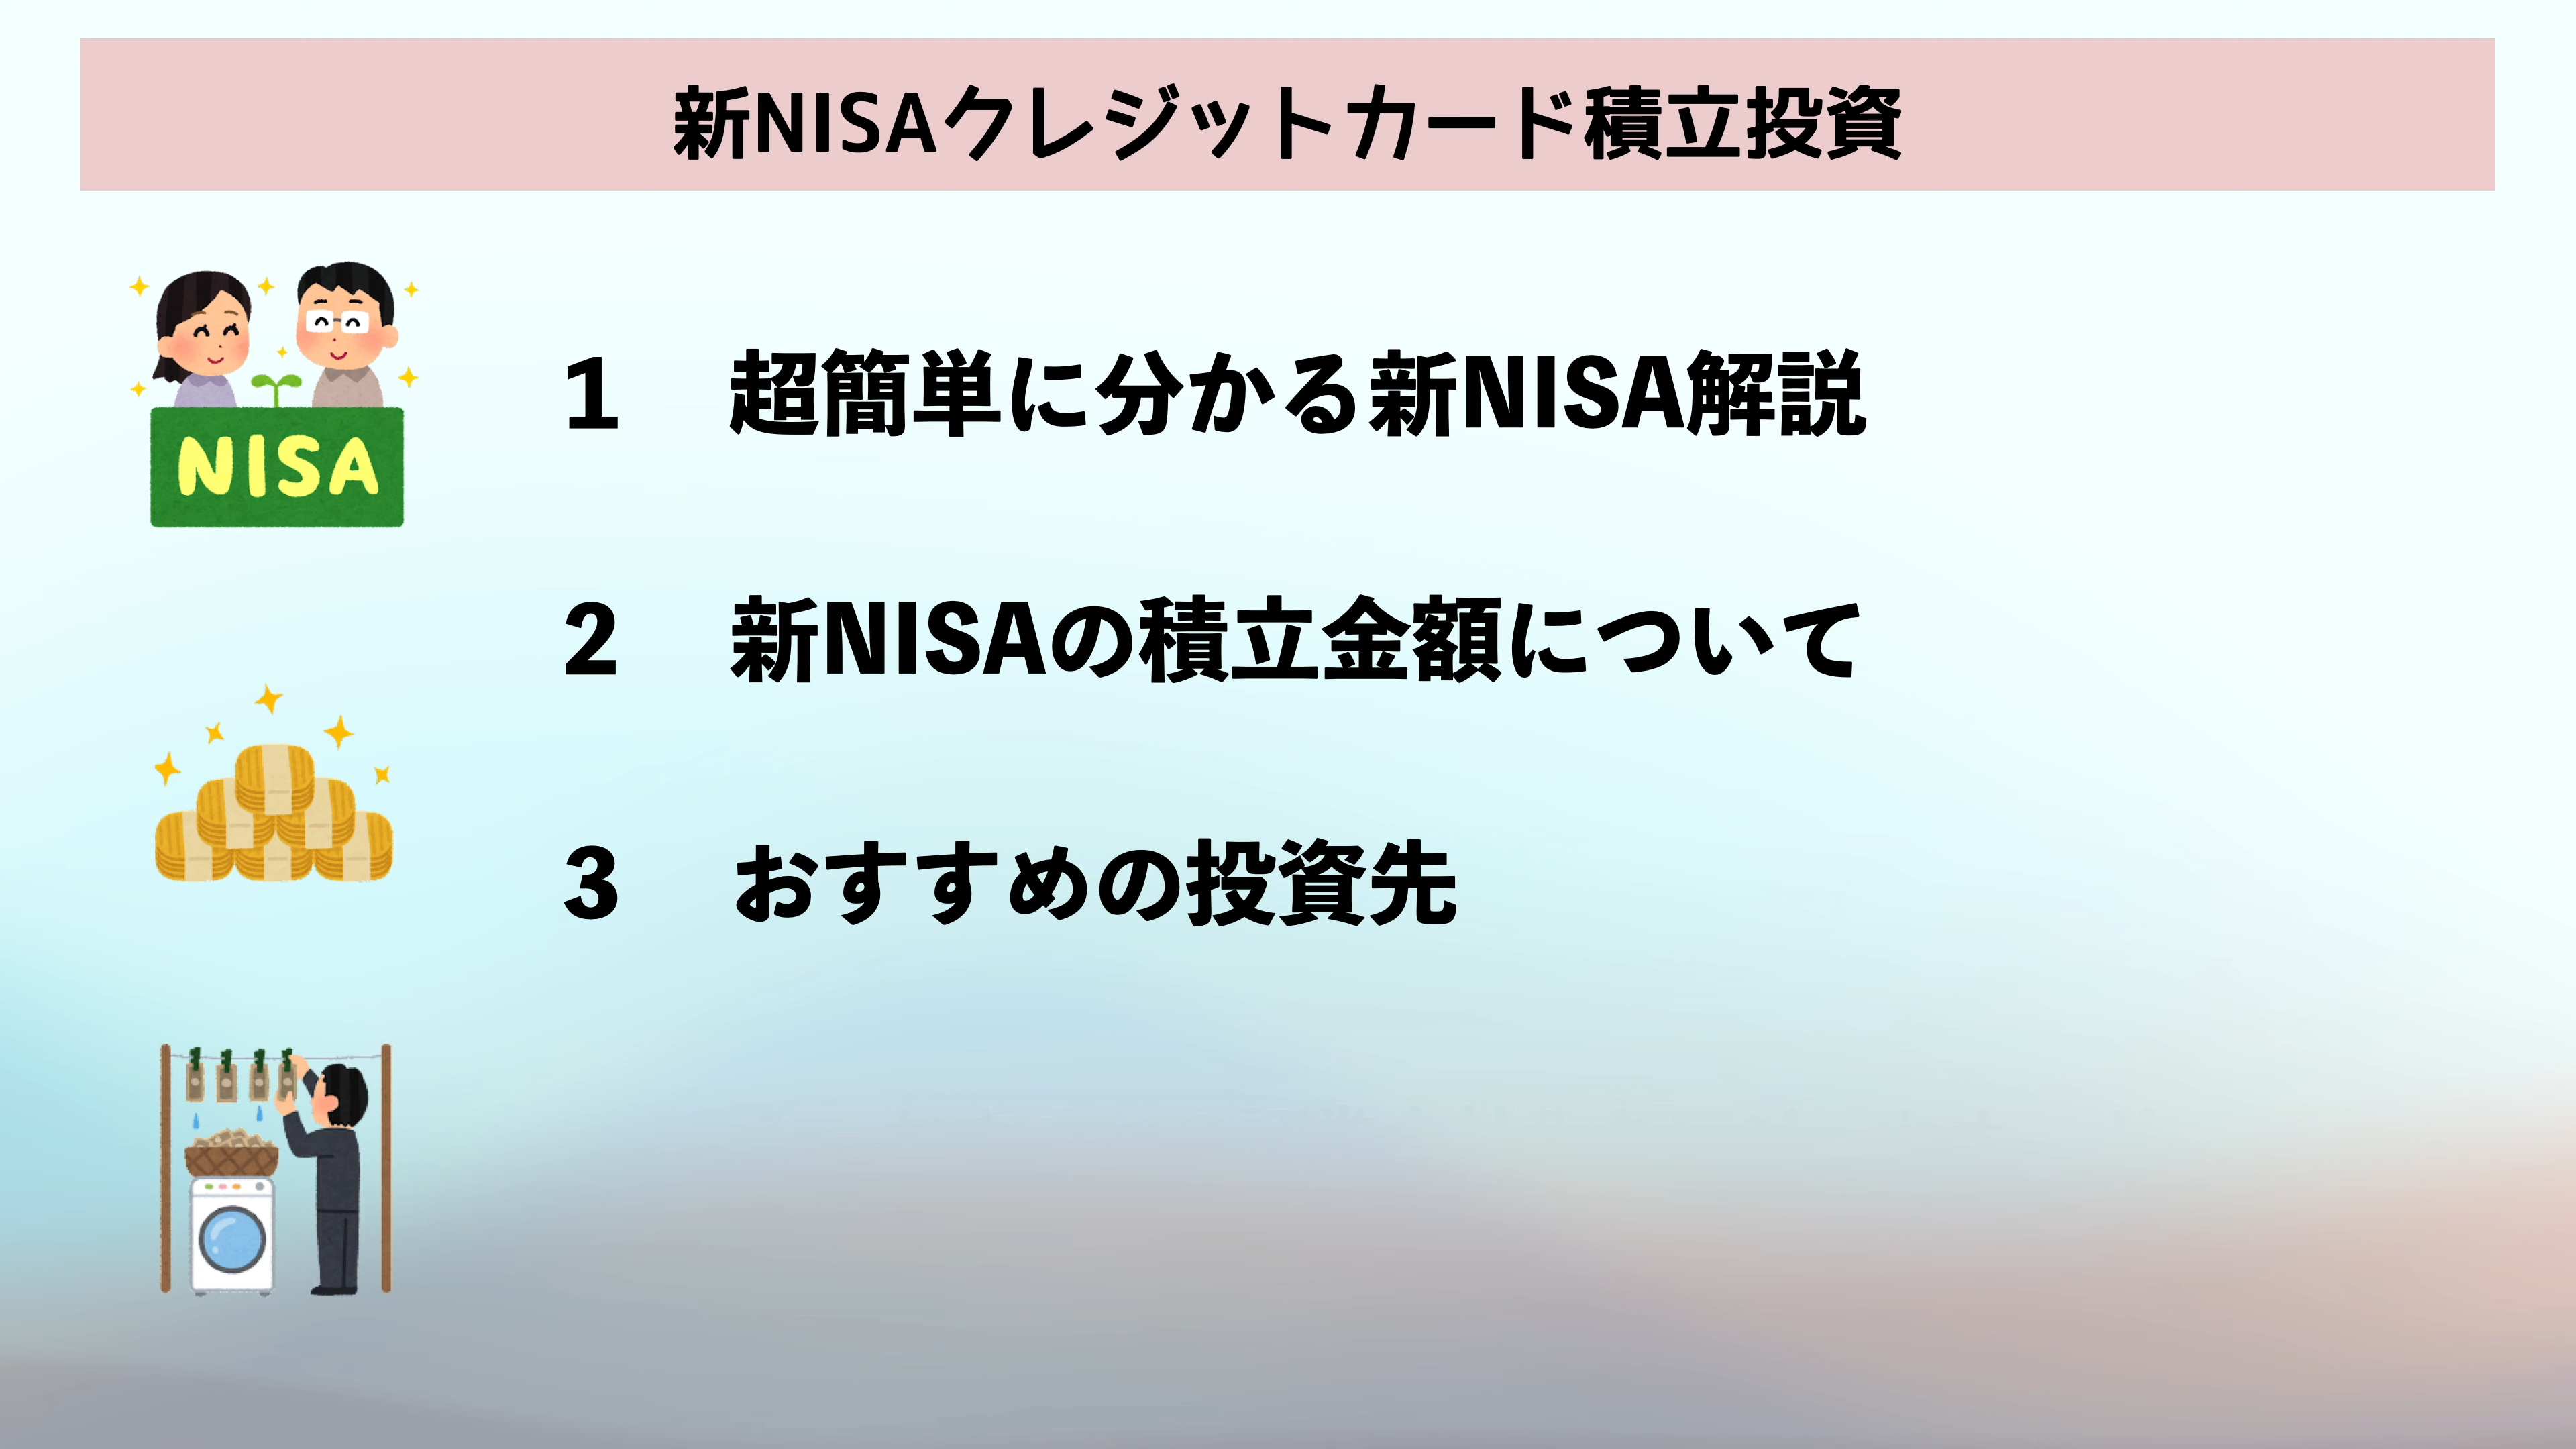 新NISAクレジットカード積立投資
NISA
1 超簡単に分かる新NISA解説
2 新NISAの積立金額について
3 おすすめの投資先